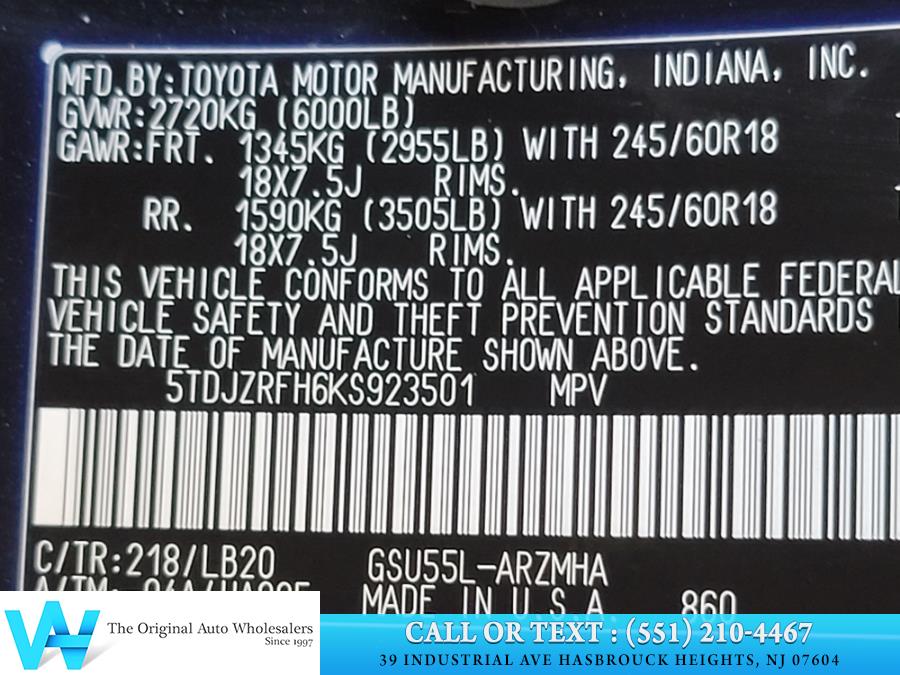 MFD.BY:TOYOTA MOTOR MANUFACTURING, INDIANA, INC.
GVWR:2720KG (6000LB)
GAWR:FRT. 1345KG (2955LB) WITH 245/60R18
18X7.5J RIMS.
RR. 1590KG (3505LB) WITH 245/60R18
18X7.5J RIMS.
THIS VEHICLE CONFORMS TO ALL APPLICABLE FEDERAL
VEHICLE SAFETY AND THEFT PREVENTION STANDARDS
THE DATE OF MANUFACTURE SHOWN ABOVE.
5TDJZRFH6KS923501 MPV
C/TR:218/LB20 GSU55L-ARZMHA
MADE IN U.S.A. 860
The Original Auto Wholesalers
Since 1997
CALL OR TEXT : (551) 210-4467
39 INDUSTRIAL AVE HASBROUCK HEIGHTS, NJ 07604